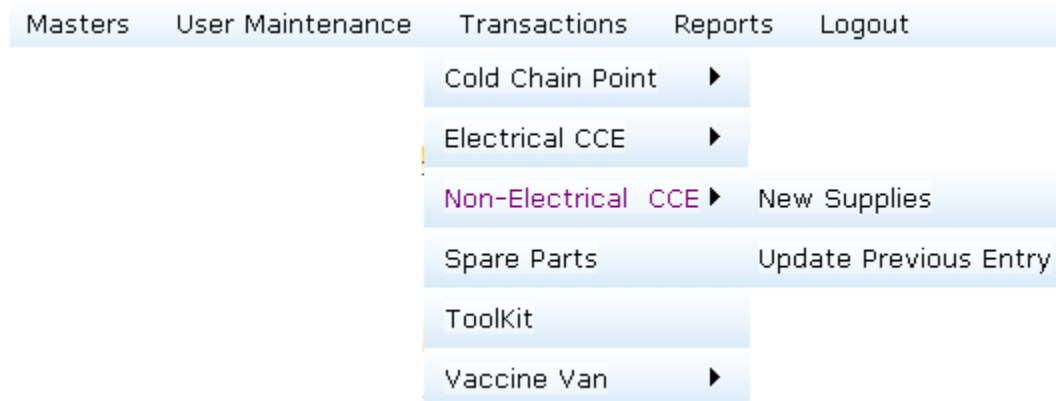 Masters User Maintenance Transactions Reports Logout
Cold Chain Point
Electrical CCE
Non-Electrical CCE New Supplies
Spare Parts Update Previous Entry
ToolKit
Vaccine Van